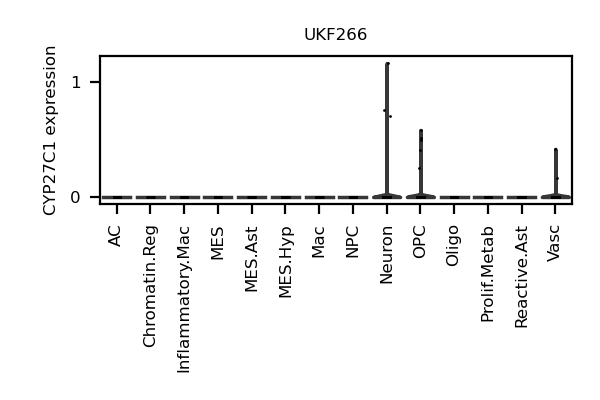 UKF266
CYP27C1 expression
1
0
AC
Chromatin.Reg
Inflammatory.Mac
MES
MES.Ast
MES.Hyp
Mac
NPC
Neuron
OPC
Oligo
Prolif.Metab
Reactive.Ast
Vasc